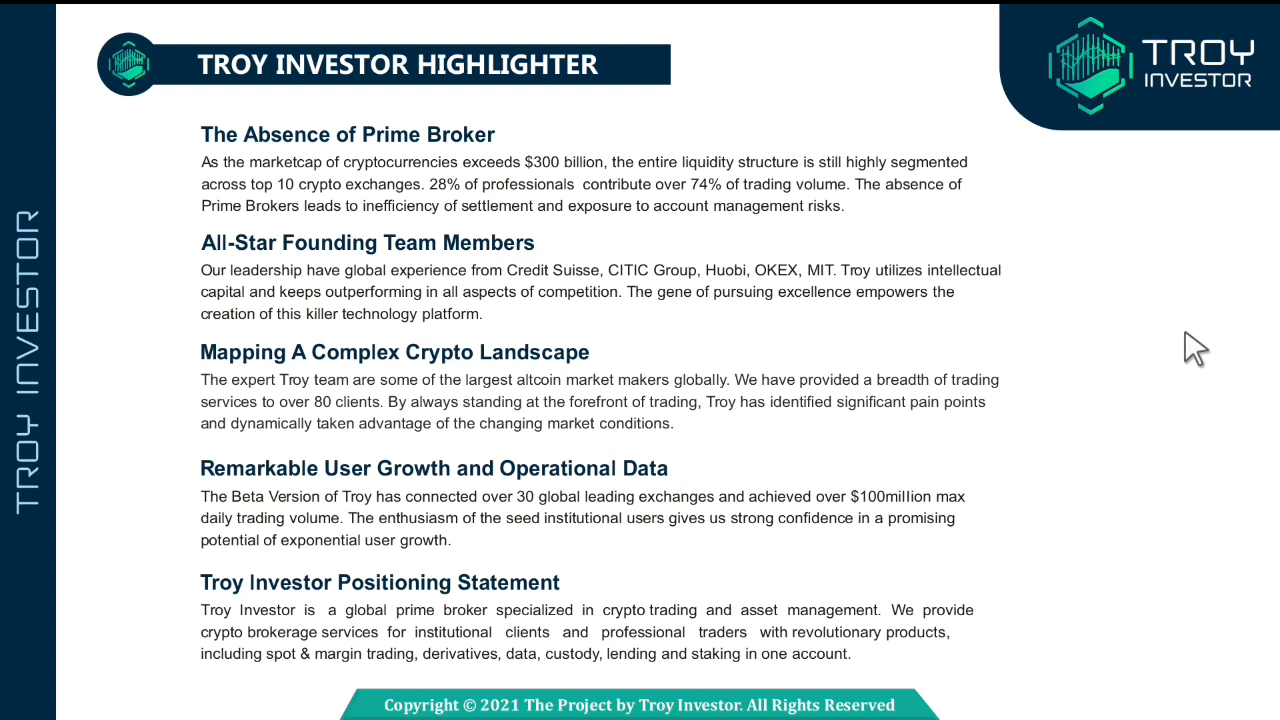 TROY INVESTOR HIGHLIGHTER
TROY
INVESTOR
TROY INVESTOR
The Absence of Prime Broker
As the marketcap of cryptocurrencies exceeds $300 billion, the entire liquidity structure is still highly segmented
across top 10 crypto exchanges. 28% of professionals contribute over 74% of trading volume. The absence of
Prime Brokers leads to inefficiency of settlement and exposure to account management risks.
All-Star Founding Team Members
Our leadership have global experience from Credit Suisse, CITIC Group, Huobi, OKEX, MIT. Troy utilizes intellectual
capital and keeps outperforming in all aspects of competition. The gene of pursuing excellence empowers the
creation of this killer technology platform.
Mapping A Complex Crypto Landscape
The expert Troy team are some of the largest altcoin market makers globally. We have provided a breadth of trading
services to over 80 clients. By always standing at the forefront of trading, Troy has identified significant pain points
and dynamically taken advantage of the changing market conditions.
Remarkable User Growth and Operational Data
The Beta Version of Troy has connected over 30 global leading exchanges and achieved over $100million max
daily trading volume. The enthusiasm of the seed institutional users gives us strong confidence in a promising
potential of exponential user growth.
Troy Investor Positioning Statement
Troy Investor is a global prime broker specialized in crypto trading and asset management. We provide
crypto brokerage services for institutional clients and professional traders with revolutionary products,
including spot & margin trading, derivatives, data, custody, lending and staking in one account.
Copyright © 2021 The Project by Troy Investor. All Rights Reserved